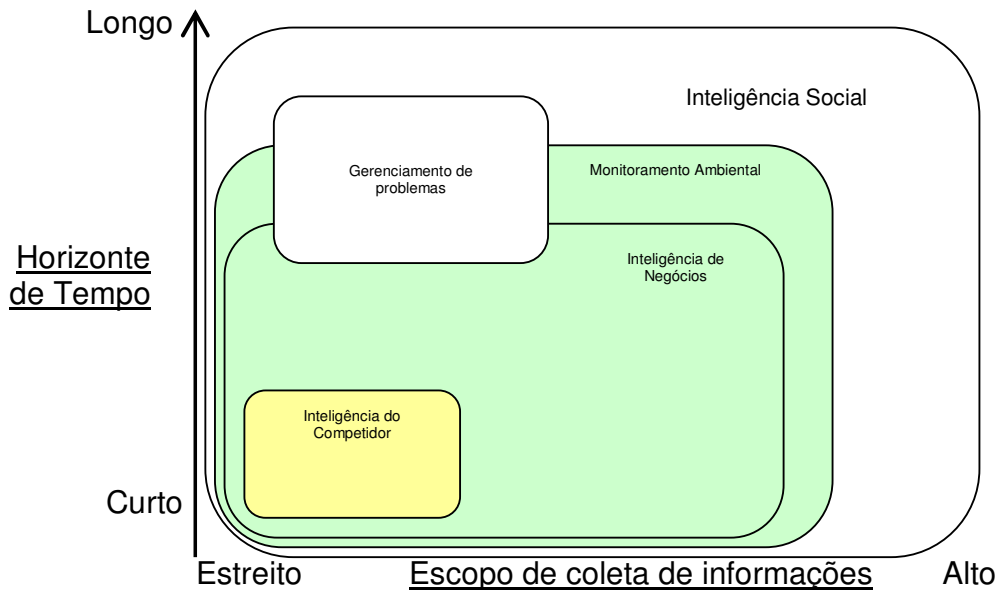 Longo
Inteligência Social
Gerenciamento de
problemas
Monitoramento Ambiental
Horizonte
de Tempo
Inteligência de
Negócios
Inteligência do
Competidor
Curto
Estreito
Escopo de coleta de informações
Alto